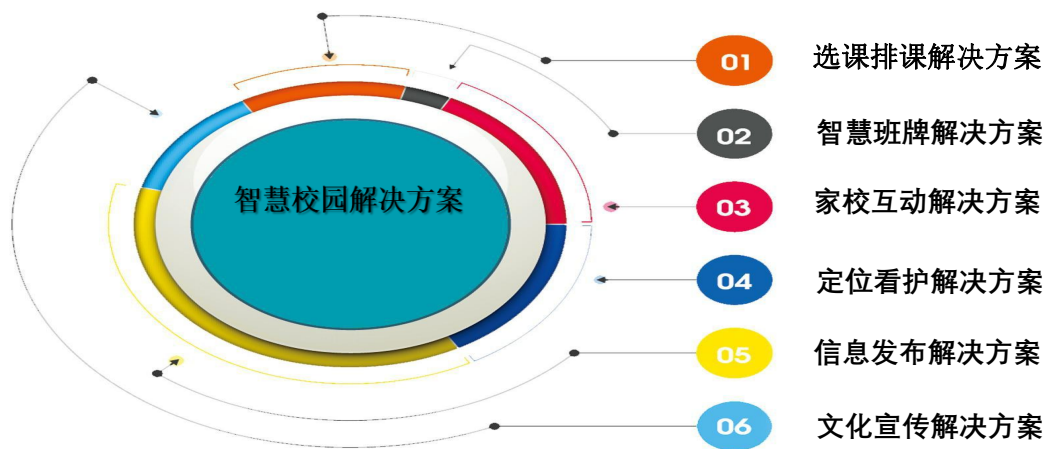 智慧校园解决方案
01 选课排课解决方案
02 智慧班牌解决方案
03 家校互动解决方案
04 定位看护解决方案
05 信息发布解决方案
06 文化宣传解决方案